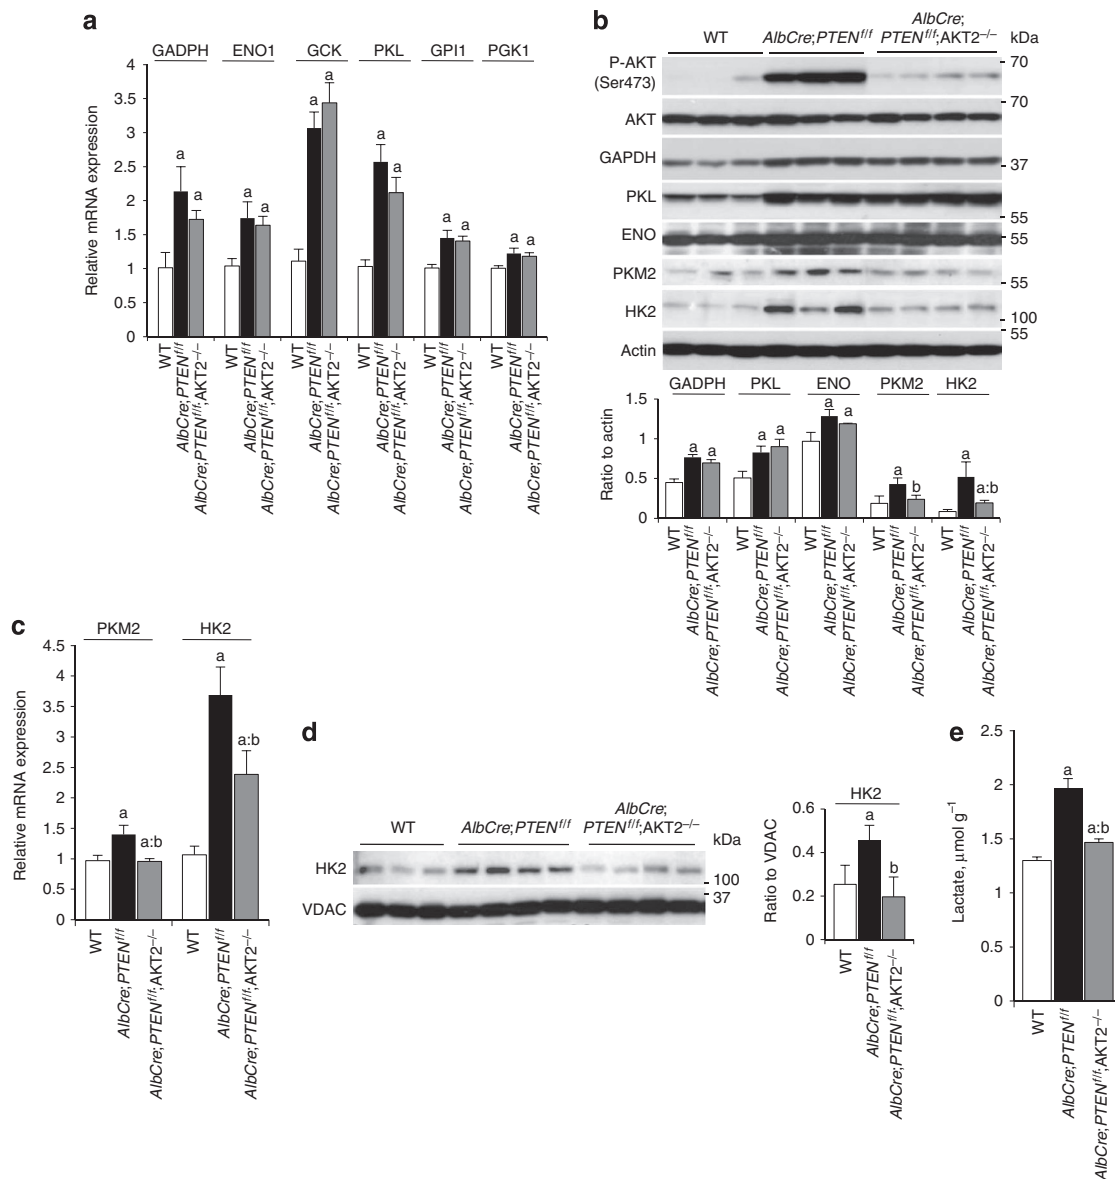 a
GADPH ENO1 GCK PKL GPI1 PGK1
4
3.5
3
2.5
2
1.5
1
0.5
0
Relative mRNA expression
a a a a a a a a a a a a
WT AlbCre;PTENf/f AlbCre;PTENf/f;AKT2–/– WT AlbCre;PTENf/f AlbCre;PTENf/f;AKT2–/– WT AlbCre;PTENf/f AlbCre;PTENf/f;AKT2–/– WT AlbCre;PTENf/f AlbCre;PTENf/f;AKT2–/– WT AlbCre;PTENf/f AlbCre;PTENf/f;AKT2–/– WT AlbCre;PTENf/f AlbCre;PTENf/f;AKT2–/–
b
WT AlbCre;PTENf/f AlbCre;
PTENf/f;AKT2–/– kDa
P-AKT
(Ser473) 70
AKT 70
GAPDH 37
PKL 55
ENO 55
PKM2 55
HK2 100
Actin 55
GADPH PKL ENO PKM2 HK2
1.5
1
0.5
0
Ratio to actin
a a a a a a a b a a:b
WT AlbCre;PTENf/f AlbCre;PTENf/f;AKT2–/– WT AlbCre;PTENf/f AlbCre;PTENf/f;AKT2–/– WT AlbCre;PTENf/f AlbCre;PTENf/f;AKT2–/– WT AlbCre;PTENf/f AlbCre;PTENf/f;AKT2–/– WT AlbCre;PTENf/f AlbCre;PTENf/f;AKT2–/–
c
PKM2 HK2
4.5
4
3.5
3
2.5
2
1.5
1
0.5
0
Relative mRNA expression
a a:b a a:b
WT AlbCre;PTENf/f AlbCre;PTENf/f;AKT2–/– WT AlbCre;PTENf/f AlbCre;PTENf/f;AKT2–/–
d
WT AlbCre;PTENf/f AlbCre;
PTENf/f;AKT2–/– kDa
HK2 100
VDAC 37
HK2
0.6
0.4
0.2
0
Ratio to VDAC
a b
WT AlbCre;PTENf/f AlbCre;PTENf/f;AKT2–/–
e
2.5
2
1.5
1
0.5
0
Lactate, μmol g–1
a a:b
WT AlbCre;PTENf/f AlbCre;PTENf/f;AKT2–/–